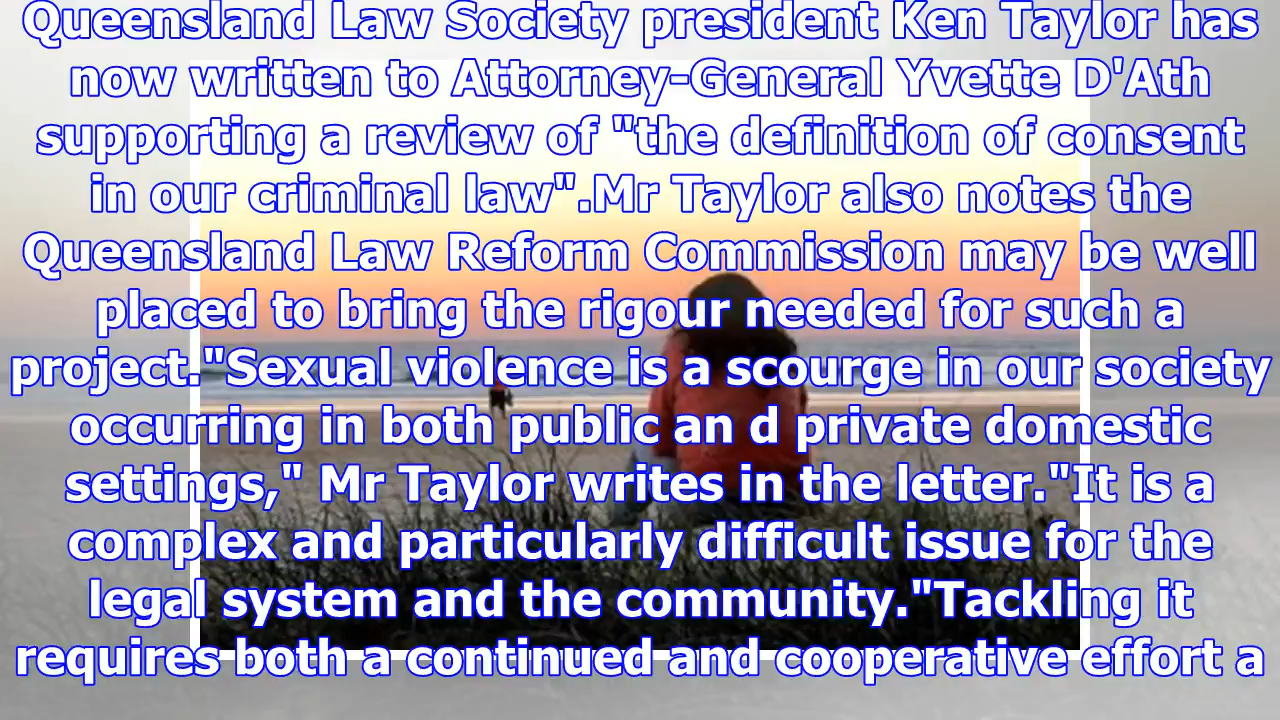 Queensland Law Society president Ken Taylor has
now written to Attorney-General Yvette D'Ath
supporting a review of "the definition of consent
in our criminal law".Mr Taylor also notes the
Queensland Law Reform Commission may be well
placed to bring the rigour needed for such a
project."Sexual violence is a scourge in our society
occurring in both public an d private domestic
settings," Mr Taylor writes in the letter."It is a
complex and particularly difficult issue for the
legal system and the community."Tackling it
requires both a continued and cooperative effort a